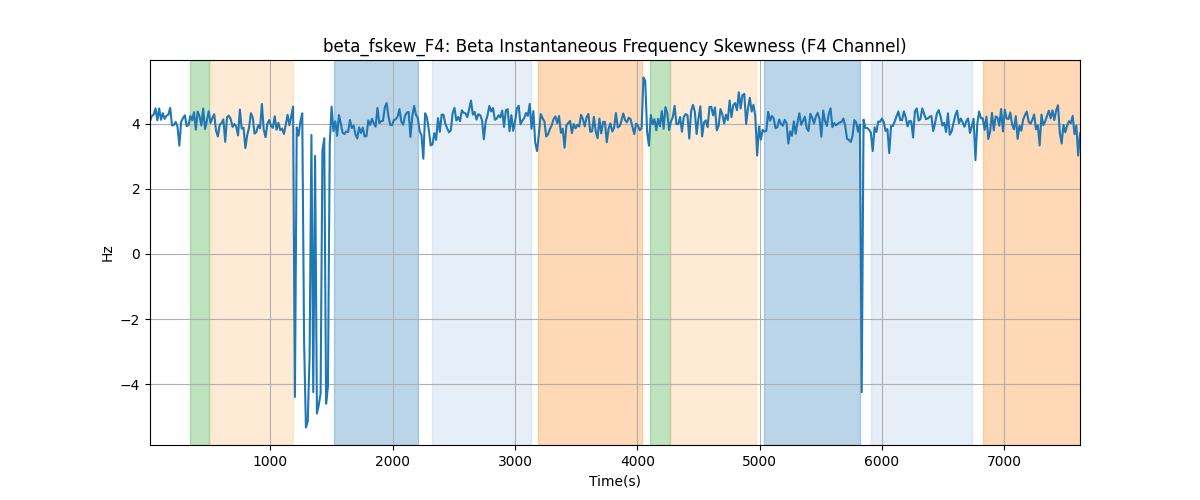 beta_fskew_F4: Beta Instantaneous Frequency Skewness (F4 Channel)
Hz
4
2
0
−2
−4
1000 2000 3000 4000 5000 6000 7000
Time(s)